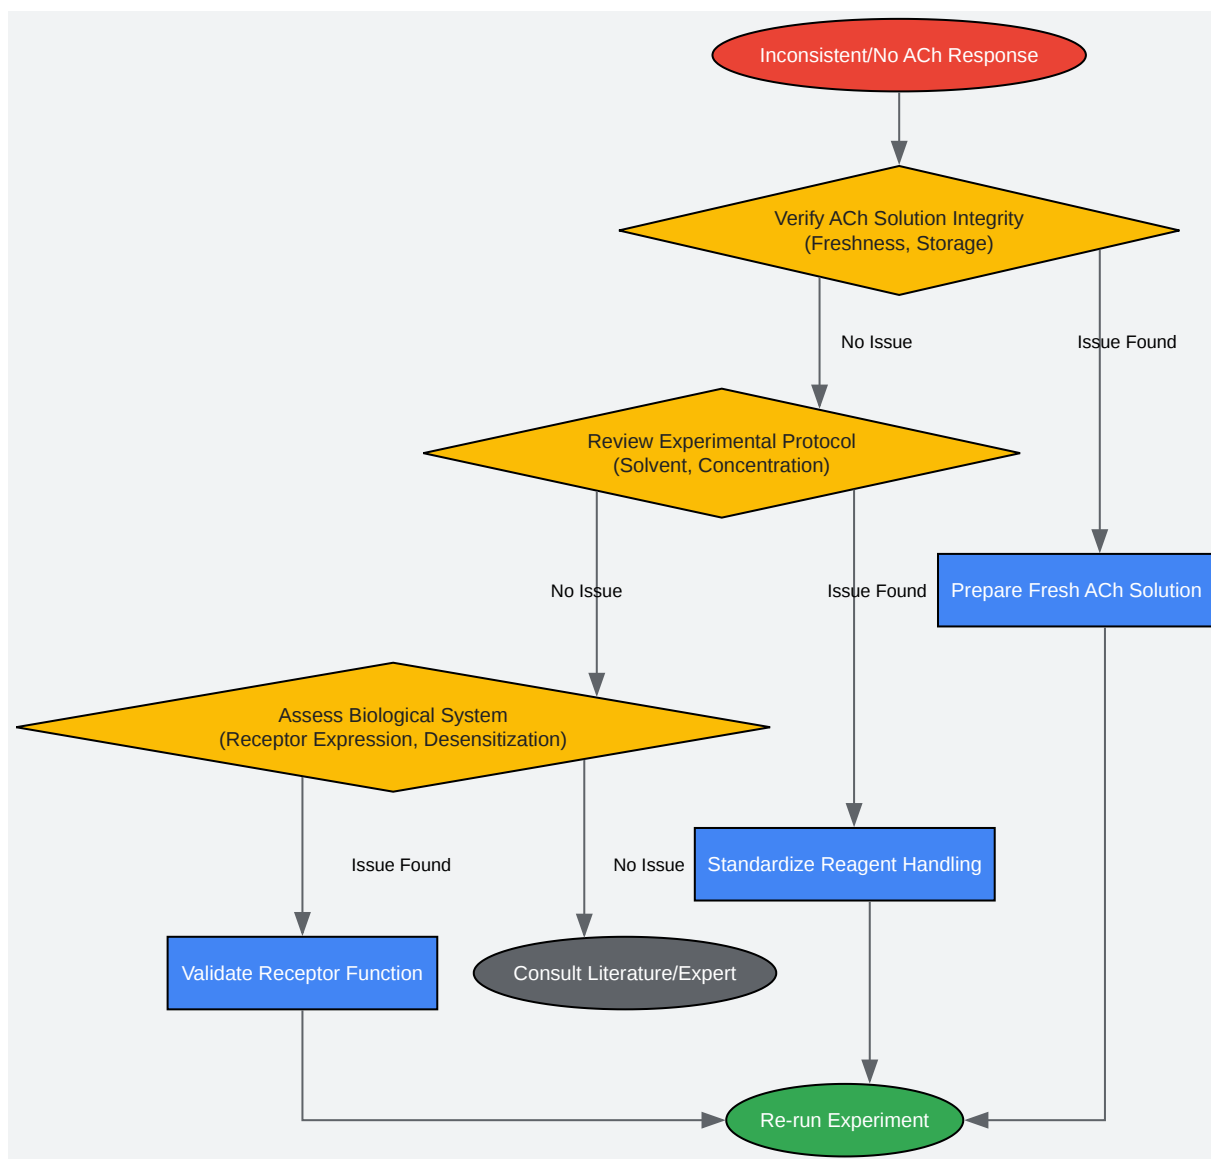 Inconsistent/No ACh Response
Verify ACh Solution Integrity
(Freshness, Storage)
No Issue
Issue Found
Review Experimental Protocol
(Solvent, Concentration)
No Issue
Issue Found
Prepare Fresh ACh Solution
Assess Biological System
(Receptor Expression, Desensitization)
Issue Found
No Issue
Standardize Reagent Handling
Validate Receptor Function
Consult Literature/Expert
Re-run Experiment